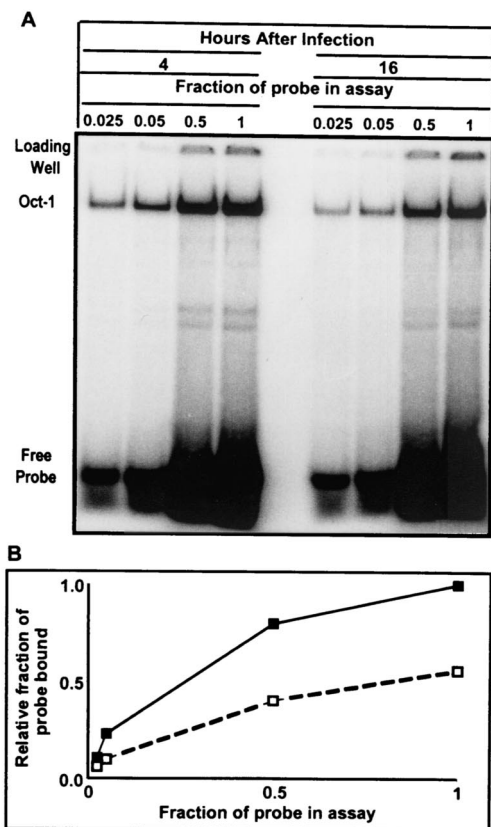 A
Hours After Infection
4 16
Fraction of probe in assay
0.025 0.05 0.5 1 0.025 0.05 0.5 1
Loading
Well
Oct-1
Free
Probe
B
Relative fraction of
probe bound
1.0
0.5
0.0
0 0.5 1
Fraction of probe in assay